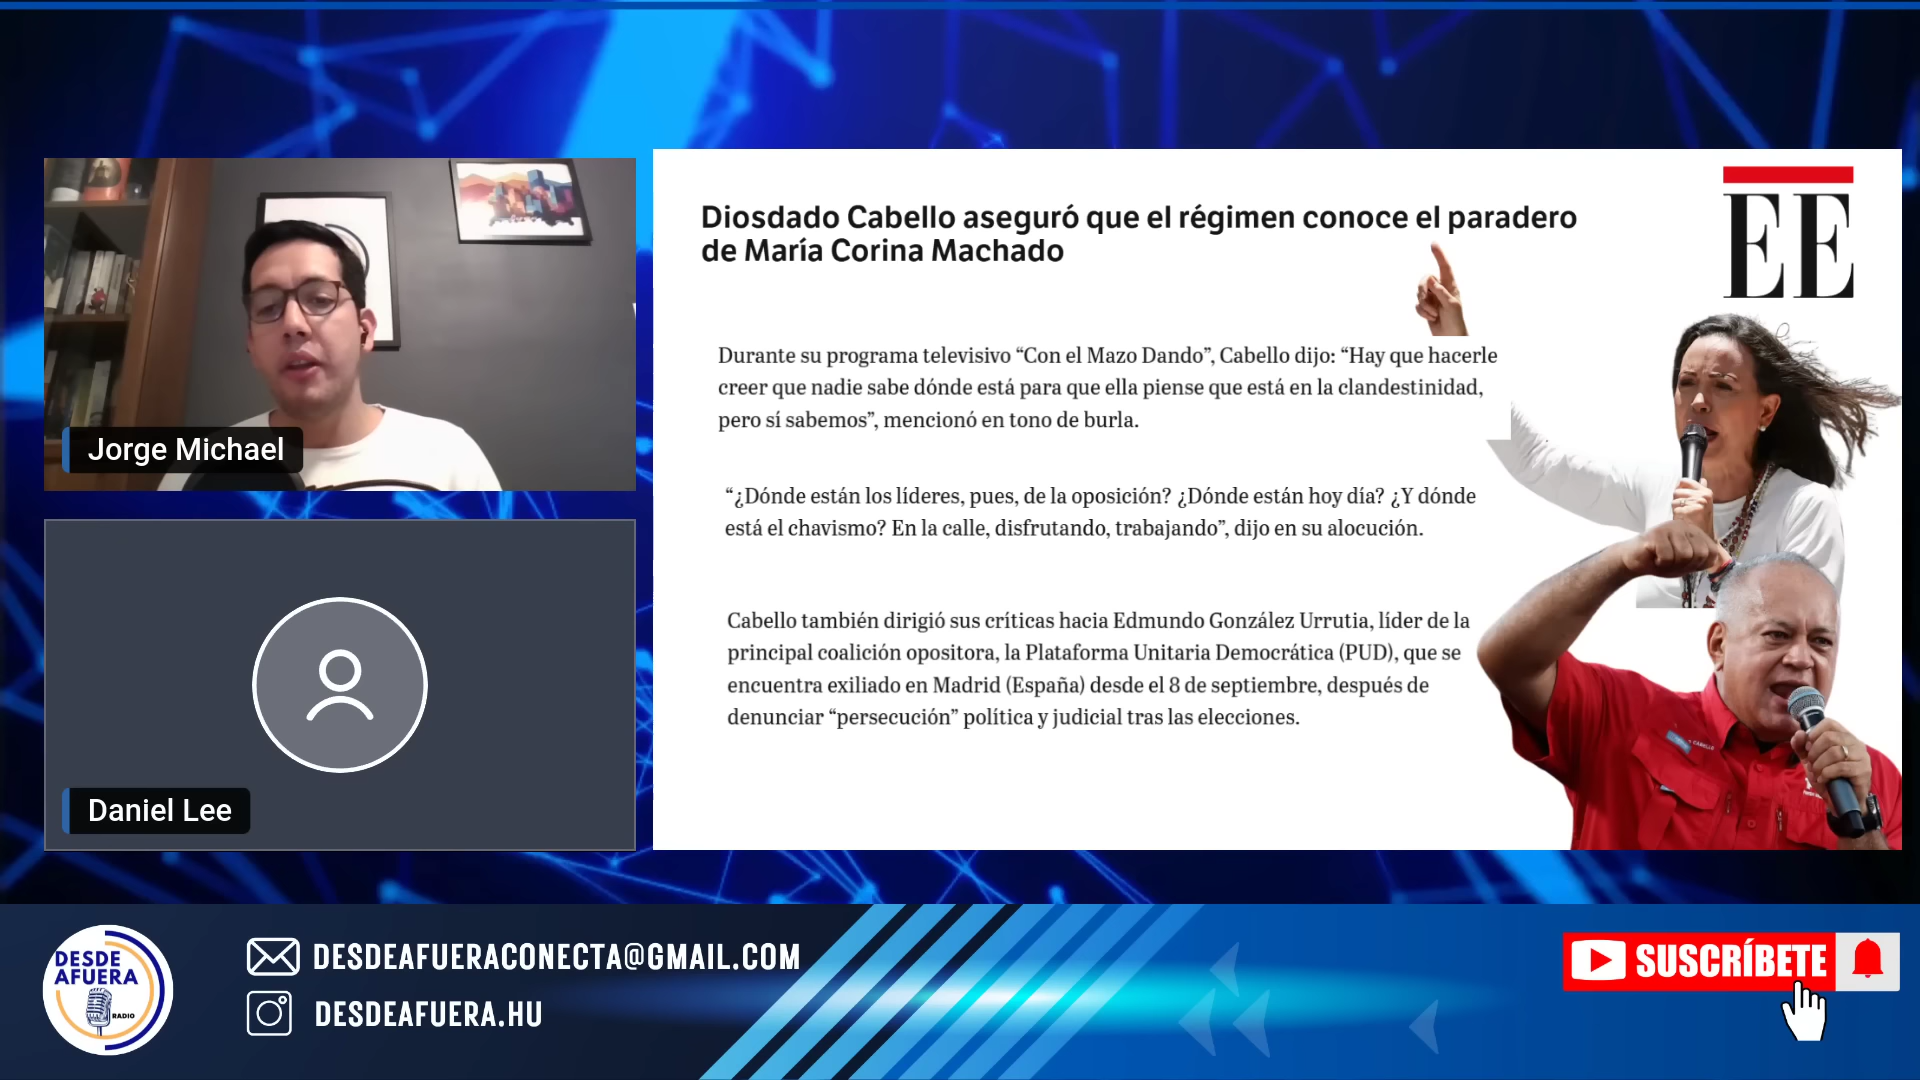 Jorge Michael
Daniel Lee
Diosdado Cabello aseguró que el régimen conoce el paradero
de María Corina Machado
EE
Durante su programa televisivo “Con el Mazo Dando”, Cabello dijo: “Hay que hacerle
creer que nadie sabe dónde está para que ella piense que está en la clandestinidad,
pero sí sabemos”, mencionó en tono de burla.
“¿Dónde están los líderes, pues, de la oposición? ¿Dónde están hoy día? ¿Y dónde
está el chavismo? En la calle, disfrutando, trabajando”, dijo en su alocución.
Cabello también dirigió sus críticas hacia Edmundo González Urrutia, líder de la
principal coalición opositora, la Plataforma Unitaria Democrática (PUD), que se
encuentra exiliado en Madrid (España) desde el 8 de septiembre, después de
denunciar “persecución” política y judicial tras las elecciones.
DESDE
AFUERA
RADIO
DESDEAFUERACONECTA@GMAIL.COM
DESDEAFUERA.HU
SUSCRÍBETE